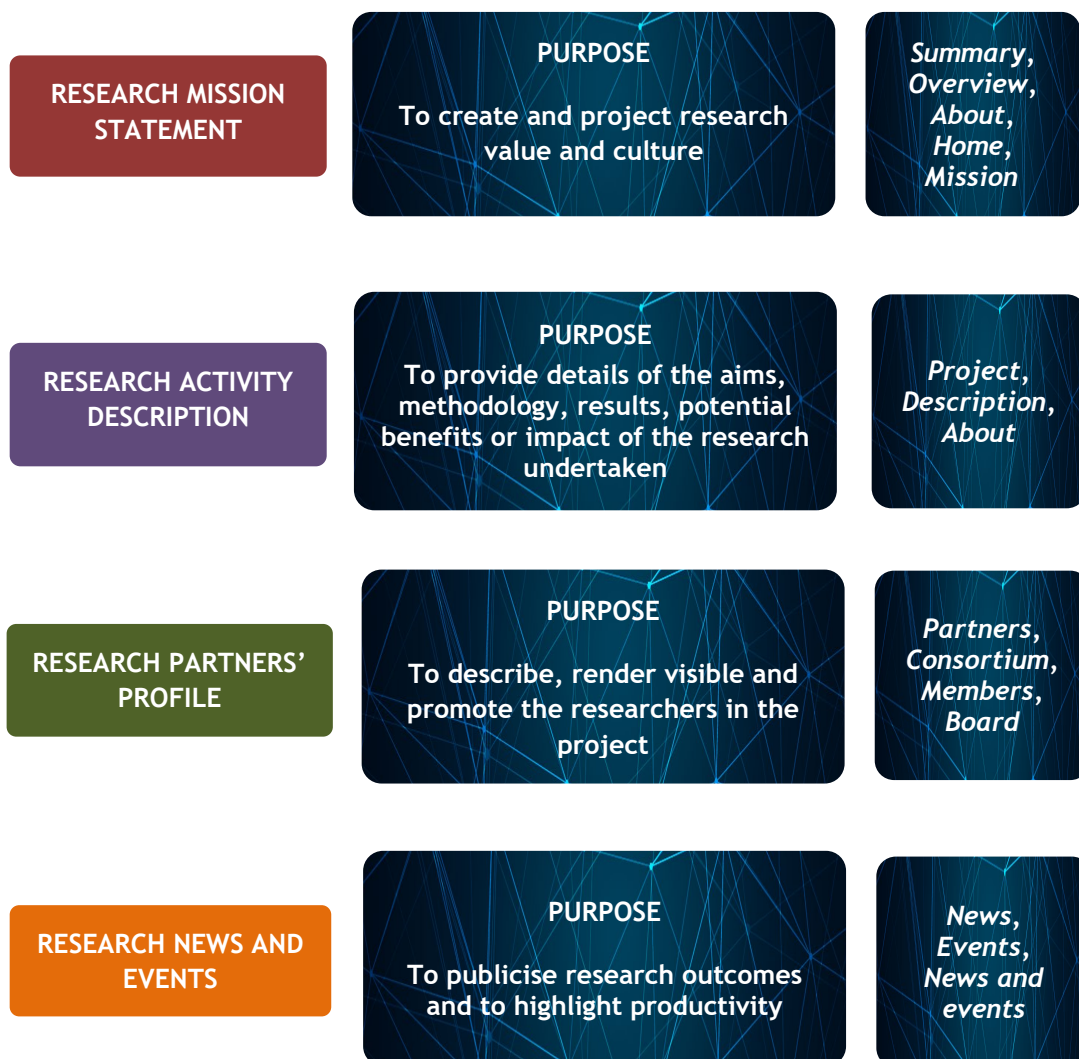 RESEARCH MISSION
STATEMENT
PURPOSE
To create and project research
value and culture
Summary,
Overview,
About,
Home,
Mission
RESEARCH ACTIVITY
DESCRIPTION
PURPOSE
To provide details of the aims,
methodology, results, potential
benefits or impact of the research
undertaken
Project,
Description,
About
RESEARCH PARTNERS’
PROFILE
PURPOSE
To describe, render visible and
promote the researchers in the
project
Partners,
Consortium,
Members,
Board
RESEARCH NEWS AND
EVENTS
PURPOSE
To publicise research outcomes
and to highlight productivity
News,
Events,
News and
events